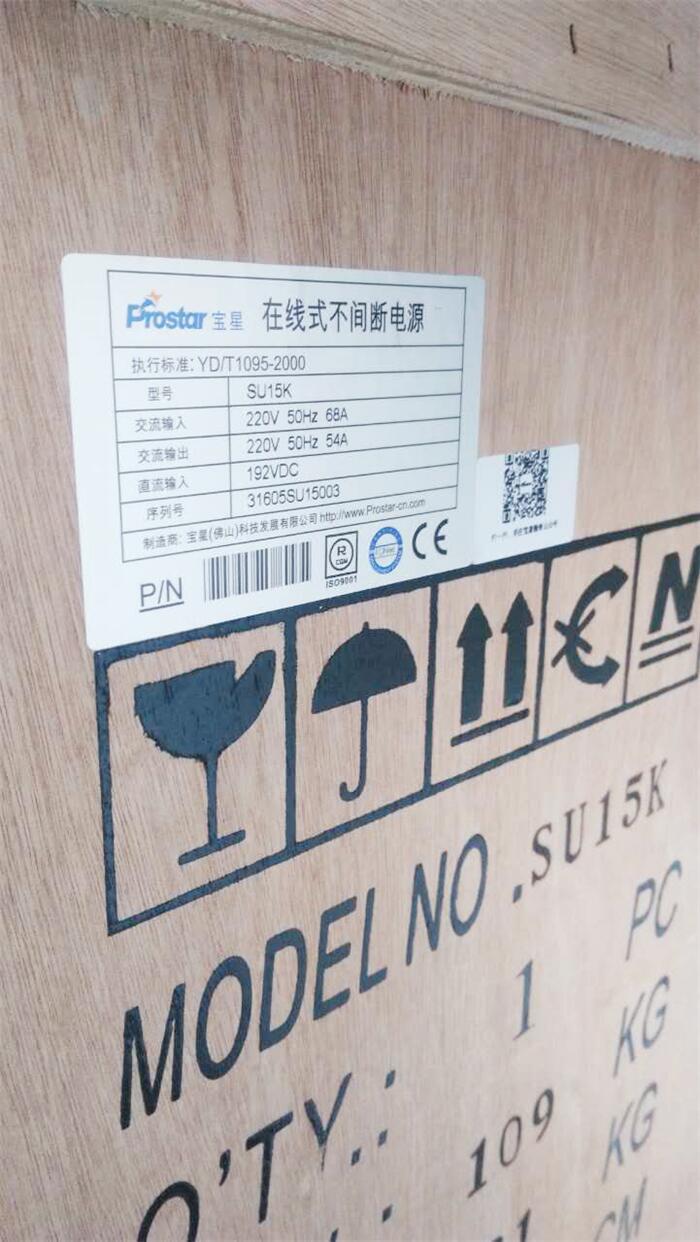 Prostar 宝星 在线式不间断电源
执行标准: YD/T1095-2000
型号 SU15K
交流输入 220V 50Hz 68A
交流输出 220V 50Hz 54A
直流输入 192VDC
序列号 31605SU15003
制造商: 宝星(佛山)科技发展有限公司 http://www.Prostar-cn.com
P/N
R
CQM
ISO9001
CE
N
MODEL NO .SU15K
Q'TY.: 1 PC
109 KG
KG
CM